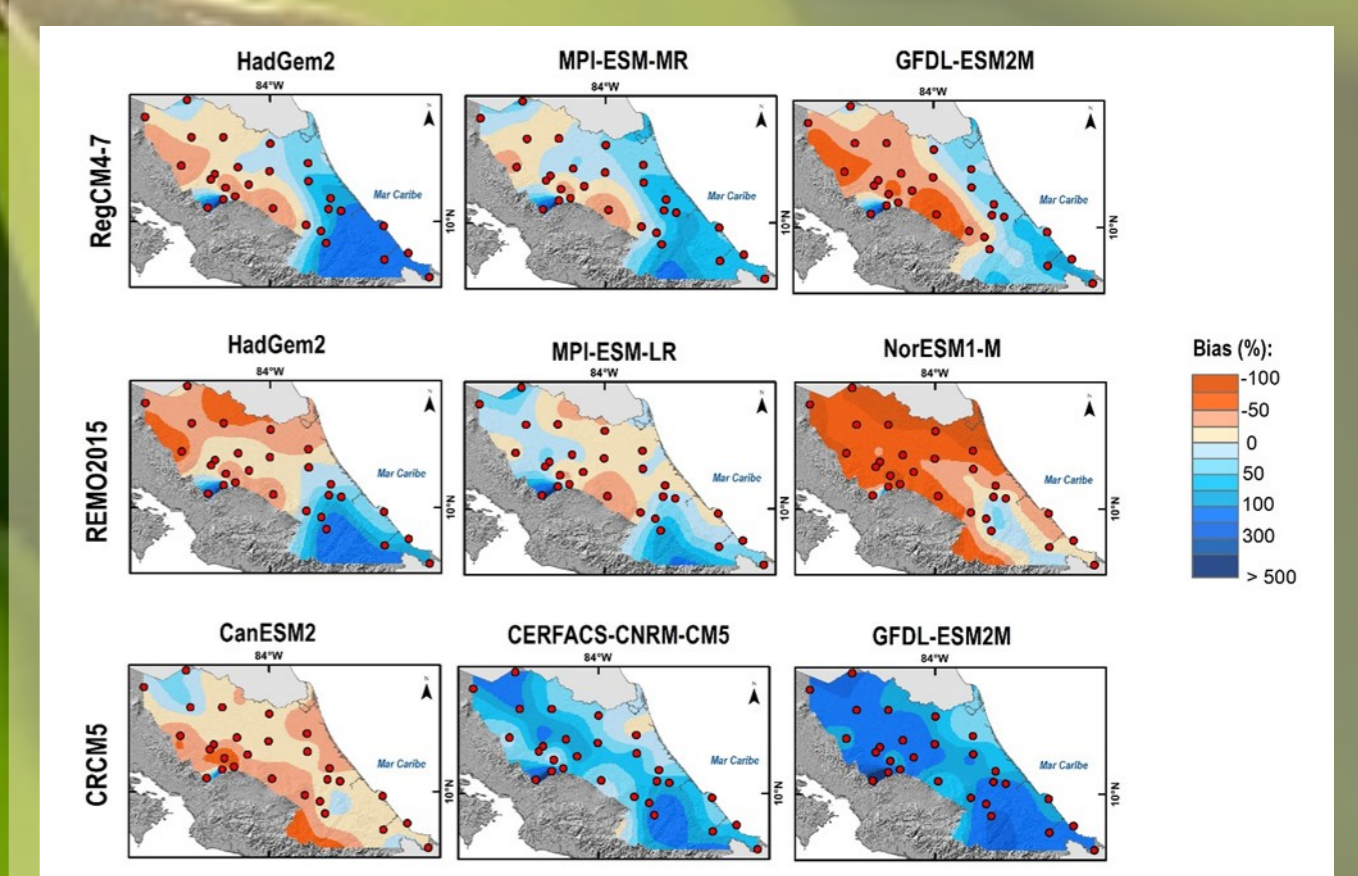 HadGem2
MPI-ESM-MR
GFDL-ESM2M
84°W
84°W
84°W
N
N
N
RegCM4-7
Mar Caribe
Mar Caribe
Mar Caribe
10°N
10°N
10°N
HadGem2
MPI-ESM-LR
NorESM1-M
84°W
84°W
84°W
N
N
N
REMO2015
Mar Caribe
Mar Caribe
Mar Caribe
10°N
10°N
10°N
Bias (%):
-100
-50
0
50
100
300
> 500
CanESM2
CERFACS-CNRM-CM5
GFDL-ESM2M
84°W
84°W
84°W
N
N
N
CRCM5
Mar Caribe
Mar Caribe
Mar Caribe
10°N
10°N
10°N